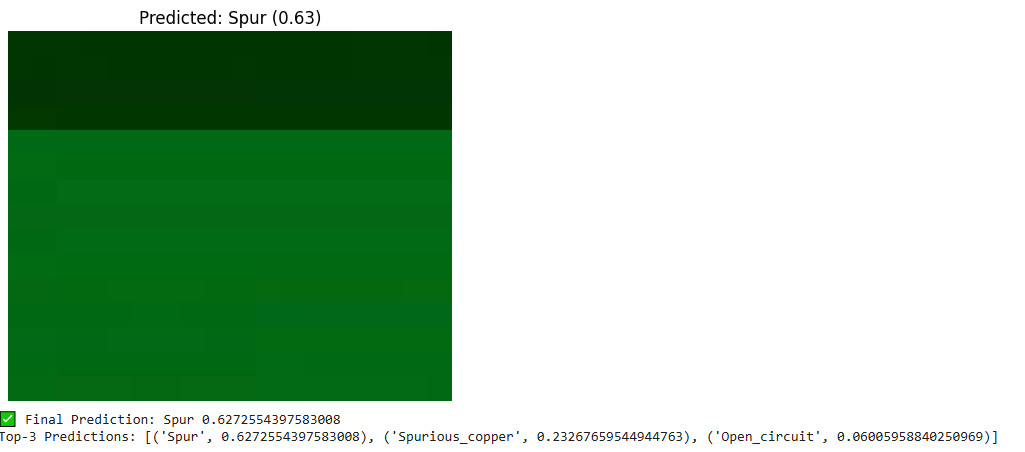 Predicted: Spur (0.63)
✅ Final Prediction: Spur 0.6272554397583008
Top-3 Predictions: [('Spur', 0.6272554397583008), ('Spurious_copper', 0.23267659544944763), ('Open_circuit', 0.06005958840250969)]